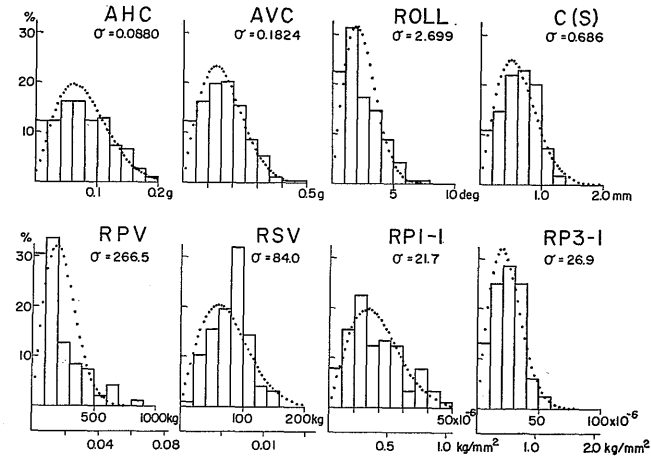 AHC AVC ROLL C(S)
% σ=0.0880 σ=0.1824 σ=2.699 σ=0.686
30
20
10
0.1 0.2g 0.5g 5 10deg 1.0 2.0mm
RPV RSV RP1-1 RP3-1
% σ=266.5 σ=84.0 σ=21.7 σ=26.9
30
20
10
500 1000kg 100 200kg 50x10-6 50 100x10-6
0.04 0.08 0.01 0.5 1.0 kg/mm² 1.0 2.0 kg/mm²